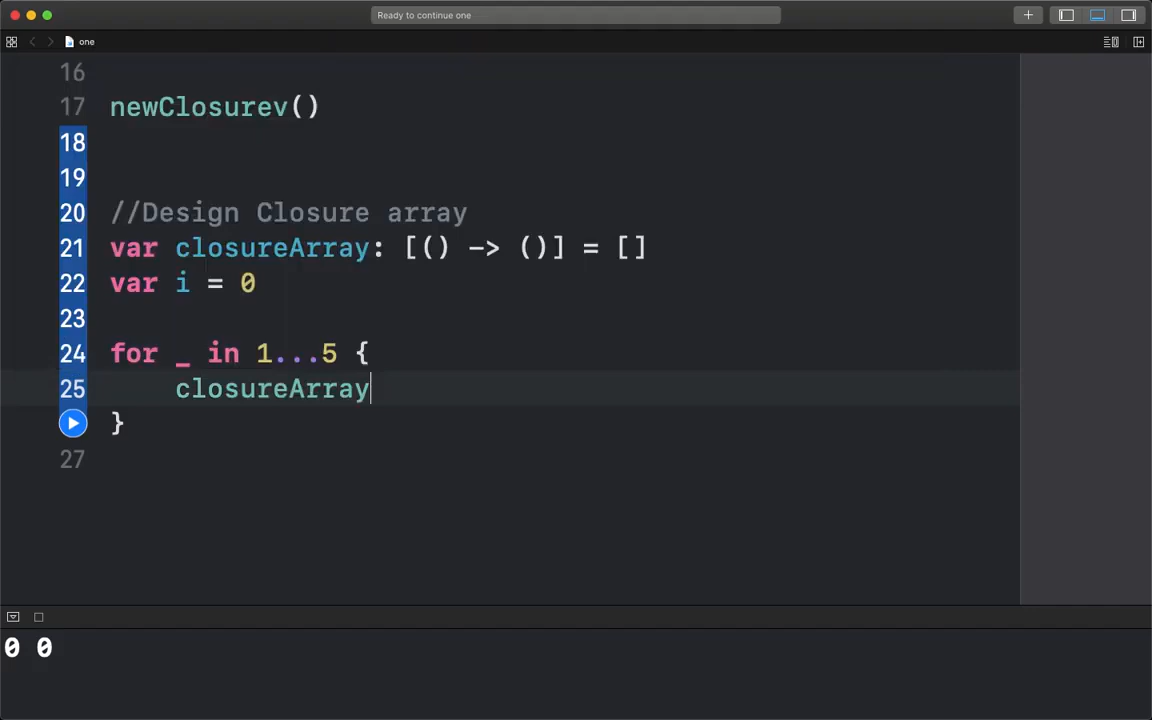 Ready to continue one
one
16
17 newClosurev()
18
19
20 //Design Closure array
21 var closureArray: [() -> ()] = []
22 var i = 0
23
24 for _ in 1...5 {
25 closureArray
}
27
0 0